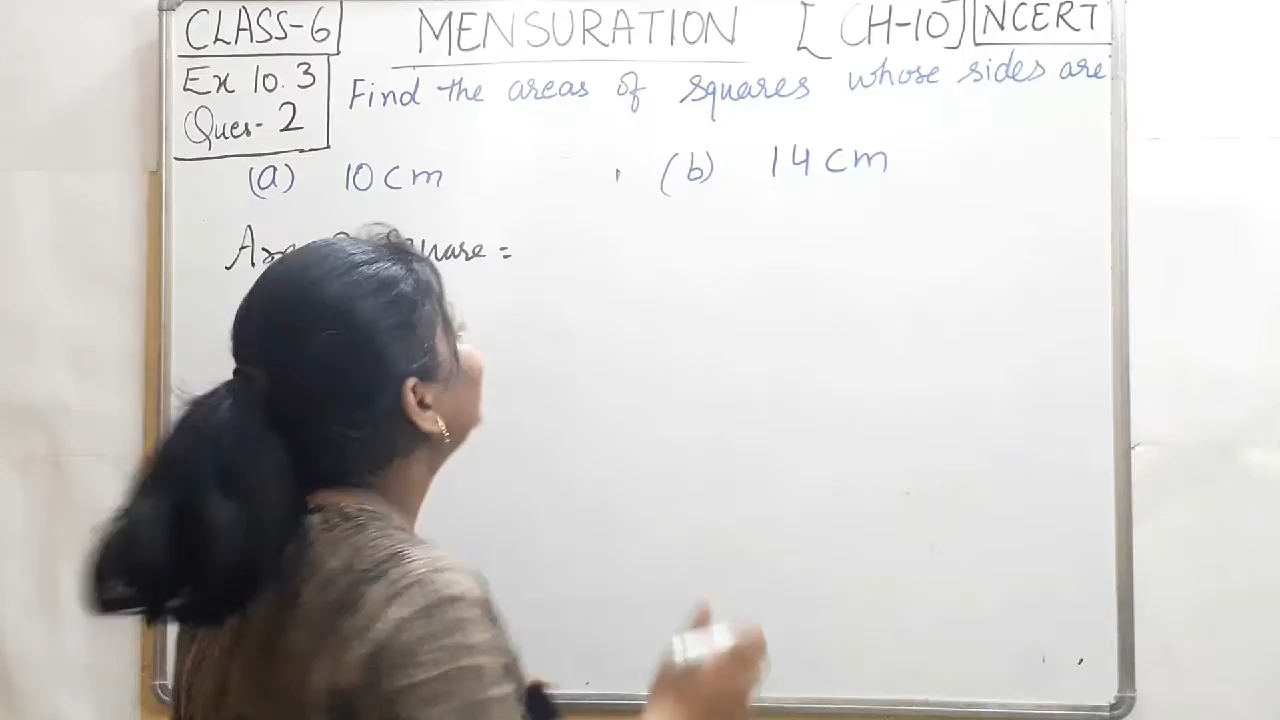 CLASS-6 MENSURATION [CH-10] NCERT
Ex 10.3
Ques- 2
Find the areas of squares whose sides are
(a) 10 cm (b) 14 cm
=